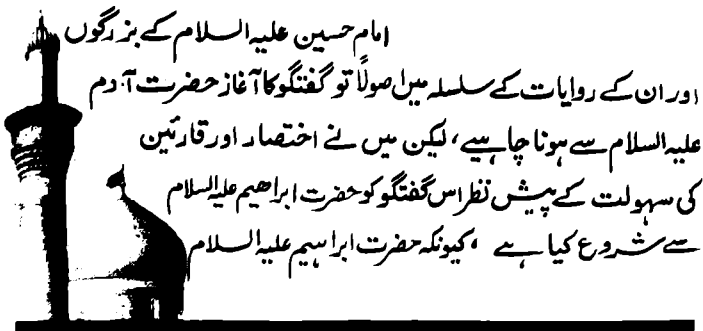 امام حسین علیہ السلام کے بزرگوں
اور ان کے روایات کے سلسلہ میں اصولاً تو گفتگو کا آغاز حضرت آدم
علیہ السلام سے ہونا چاہیے، لیکن میں نے اختصار اور قارئین
کی سہولت کے پیش نظر اس گفتگو کو حضرت ابراھیم علیہ السلام
سے شروع کیا ہے ، کیونکہ حضرت ابراہیم علیہ السلام